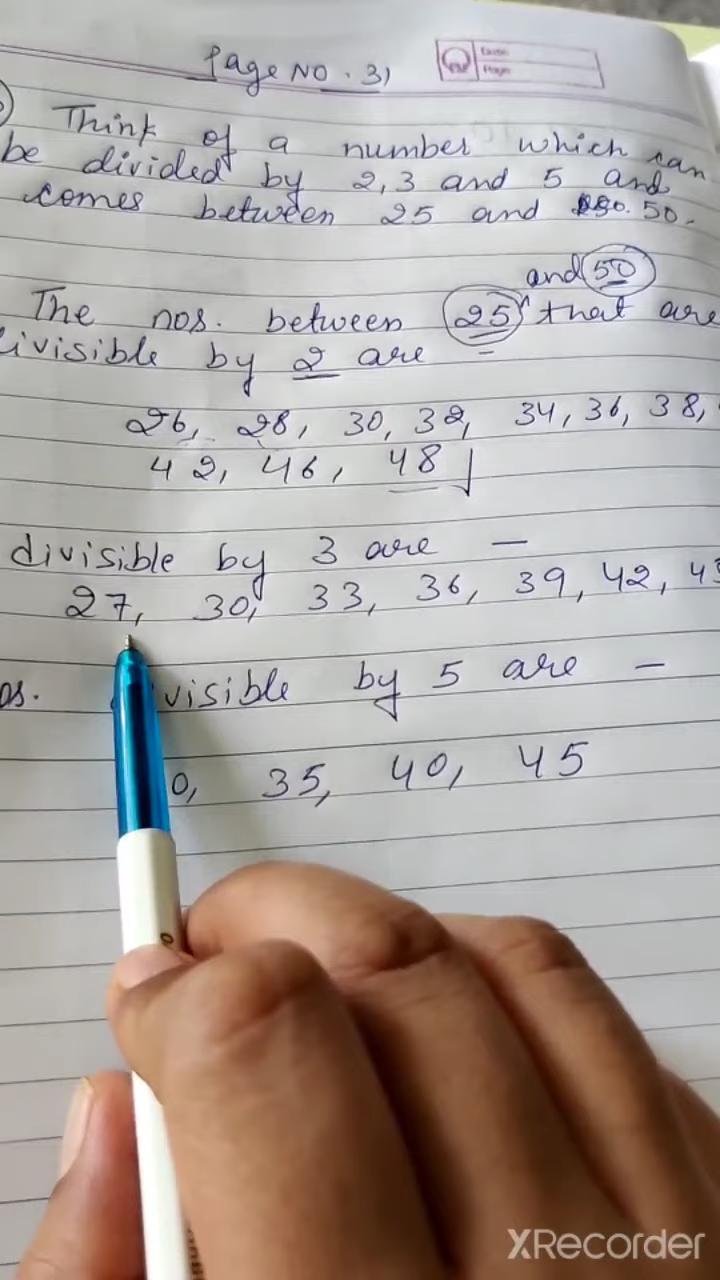 Page NO. 31
Think of a number which can
be divided by 2, 3 and 5 and
comes between 25 and 50.
and 50
The nos. between 25 ^ that are
divisible by 2 are -
26, 28, 30, 32, 34, 36, 38,
42, 46, 48
divisible by 3 are -
27, 30, 33, 36, 39, 42,
os. visible by 5 are -
0, 35, 40, 45
XRecorder